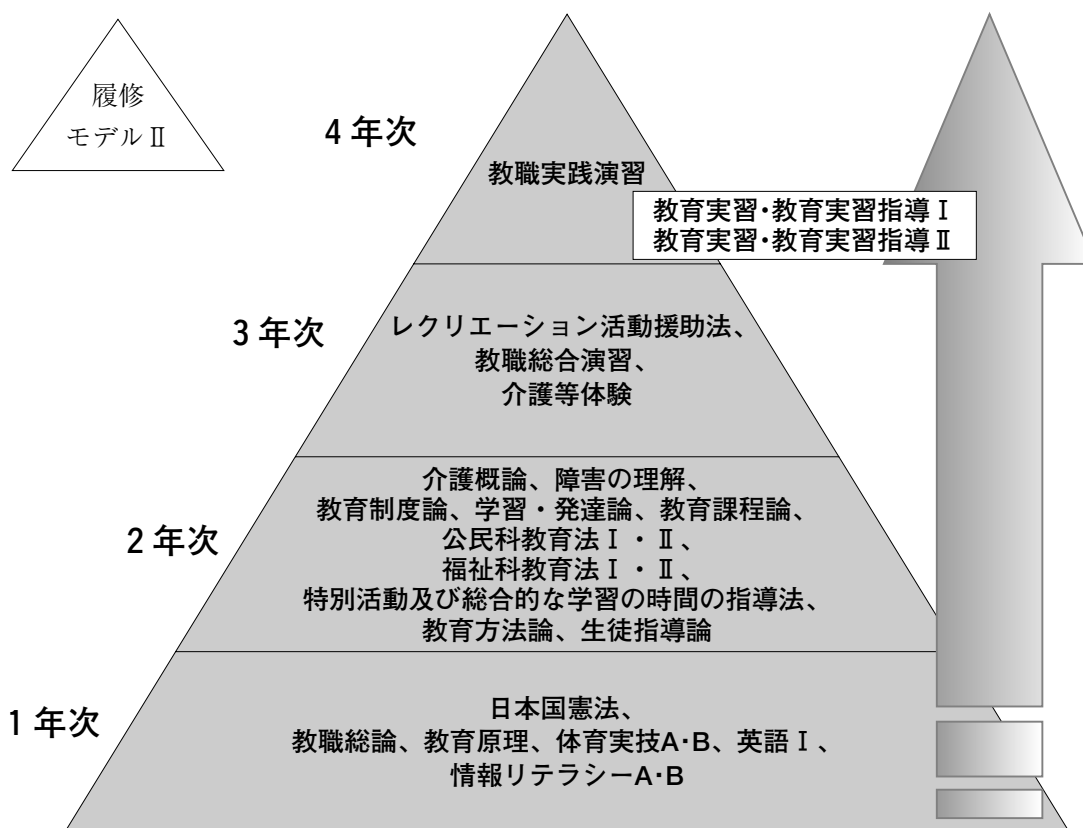 履修
モデルⅡ
4年次
教職実践演習
教育実習・教育実習指導Ⅰ
教育実習・教育実習指導Ⅱ
3年次
レクリエーション活動援助法、
教職総合演習、
介護等体験
2年次
介護概論、障害の理解、
教育制度論、学習・発達論、教育課程論、
公民科教育法Ⅰ・Ⅱ、
福祉科教育法Ⅰ・Ⅱ、
特別活動及び総合的な学習の時間の指導法、
教育方法論、生徒指導論
1年次
日本国憲法、
教職総論、教育原理、体育実技A・B、英語Ⅰ、
情報リテラシーA・B